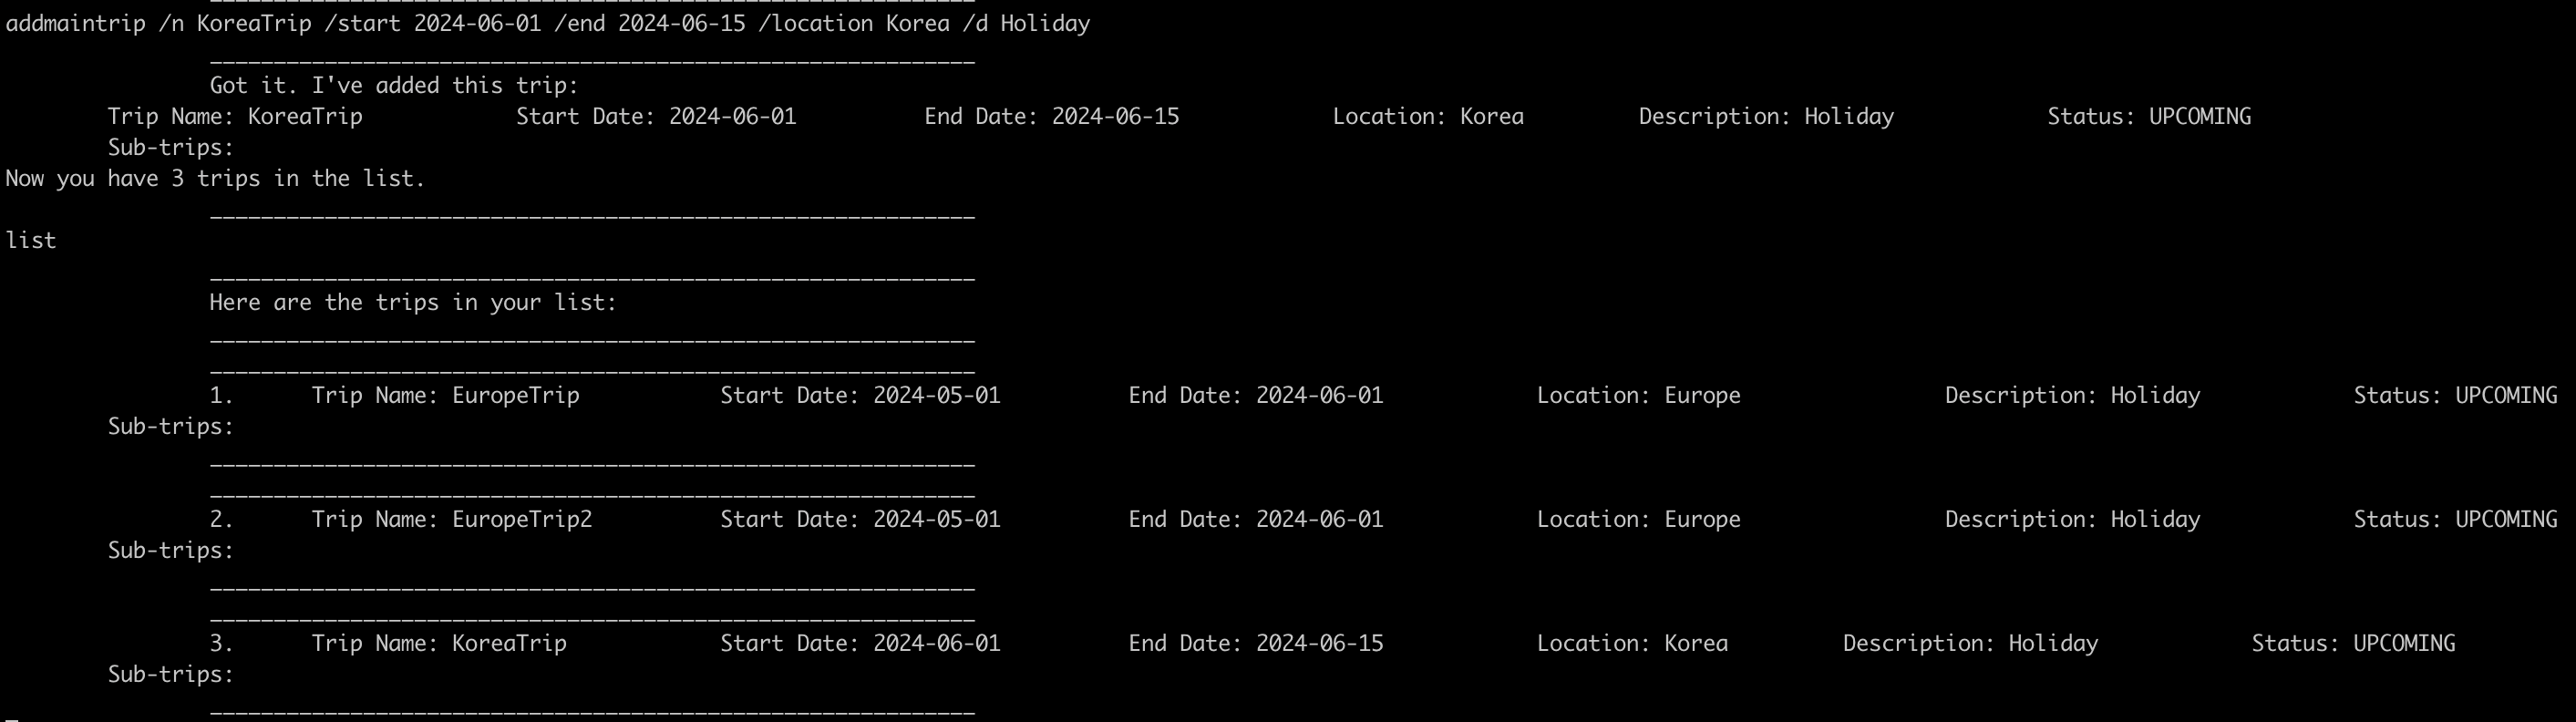 addmaintrip /n KoreaTrip /start 2024-06-01 /end 2024-06-15 /location Korea /d Holiday
____________________________________________________________
Got it. I've added this trip:
Trip Name: KoreaTrip Start Date: 2024-06-01 End Date: 2024-06-15 Location: Korea Description: Holiday Status: UPCOMING
Sub-trips:
Now you have 3 trips in the list.
____________________________________________________________
list
____________________________________________________________
Here are the trips in your list:
____________________________________________________________
____________________________________________________________
1. Trip Name: EuropeTrip Start Date: 2024-05-01 End Date: 2024-06-01 Location: Europe Description: Holiday Status: UPCOMING
Sub-trips:
____________________________________________________________
____________________________________________________________
2. Trip Name: EuropeTrip2 Start Date: 2024-05-01 End Date: 2024-06-01 Location: Europe Description: Holiday Status: UPCOMING
Sub-trips:
____________________________________________________________
____________________________________________________________
3. Trip Name: KoreaTrip Start Date: 2024-06-01 End Date: 2024-06-15 Location: Korea Description: Holiday Status: UPCOMING
Sub-trips:
____________________________________________________________